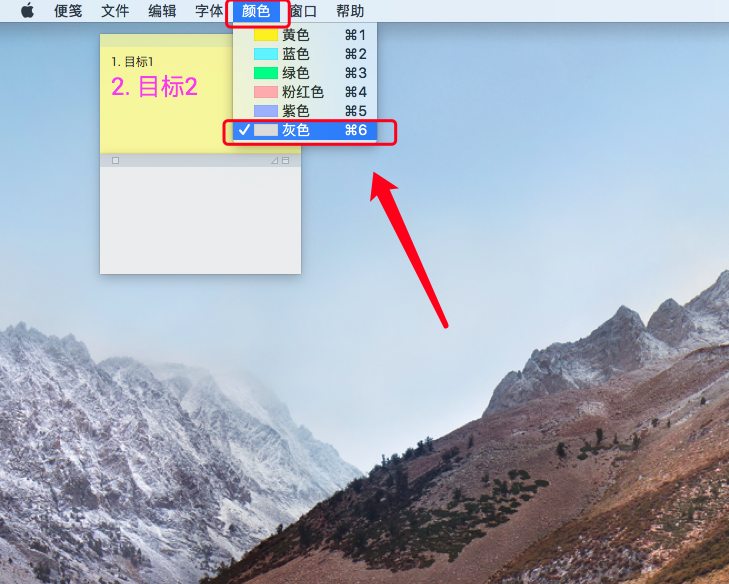 便笺 文件 编辑 字体 颜色 窗口 帮助
黄色 ⌘1
蓝色 ⌘2
绿色 ⌘3
粉红色 ⌘4
紫色 ⌘5
灰色 ⌘6
1. 目标1
2. 目标2